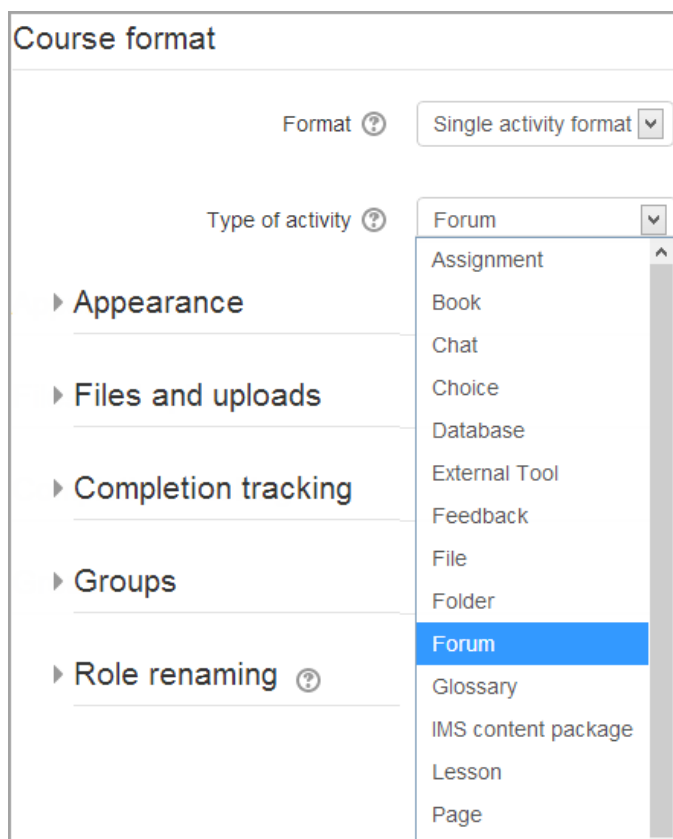 Course format
Format
Single activity format
Type of activity
Forum
Assignment
Book
Chat
Choice
Database
External Tool
Feedback
File
Folder
Forum
Glossary
IMS content package
Lesson
Page
Appearance
Files and uploads
Completion tracking
Groups
Role renaming